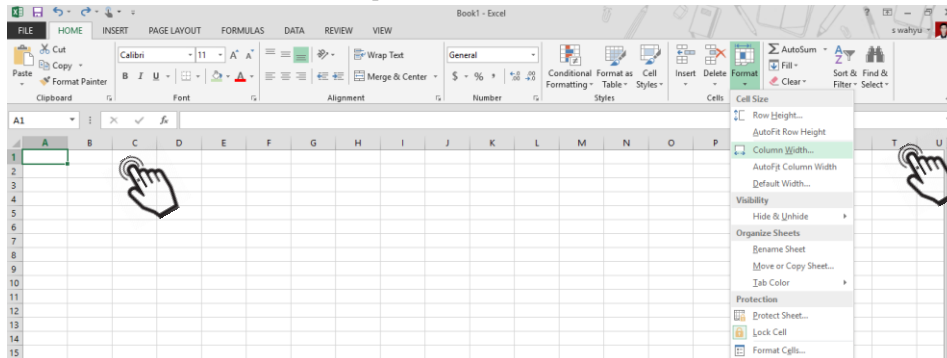 Book1 - Excel
FILE HOME INSERT PAGE LAYOUT FORMULAS DATA REVIEW VIEW s wahyu
Cut
Copy
Format Painter
Paste
Clipboard
Calibri 11
B I U
Font
Wrap Text
Merge & Center
Alignment
General
$ % ,
Number
Conditional Formatting
Format as Table
Cell Styles
Styles
Insert Delete Format
Cells
AutoSum
Fill
Clear
Sort & Filter
Find & Select
A1 fx
Cell Size
Row Height...
AutoFit Row Height
Column Width...
AutoFit Column Width
Default Width...
Visibility
Hide & Unhide
Organize Sheets
Rename Sheet
Move or Copy Sheet...
Tab Color
Protection
Protect Sheet...
Lock Cell
Format Cells...
A B C D E F G H I J K L M N O P T U
1
2
3
4
5
6
7
8
9
10
11
12
13
14
15